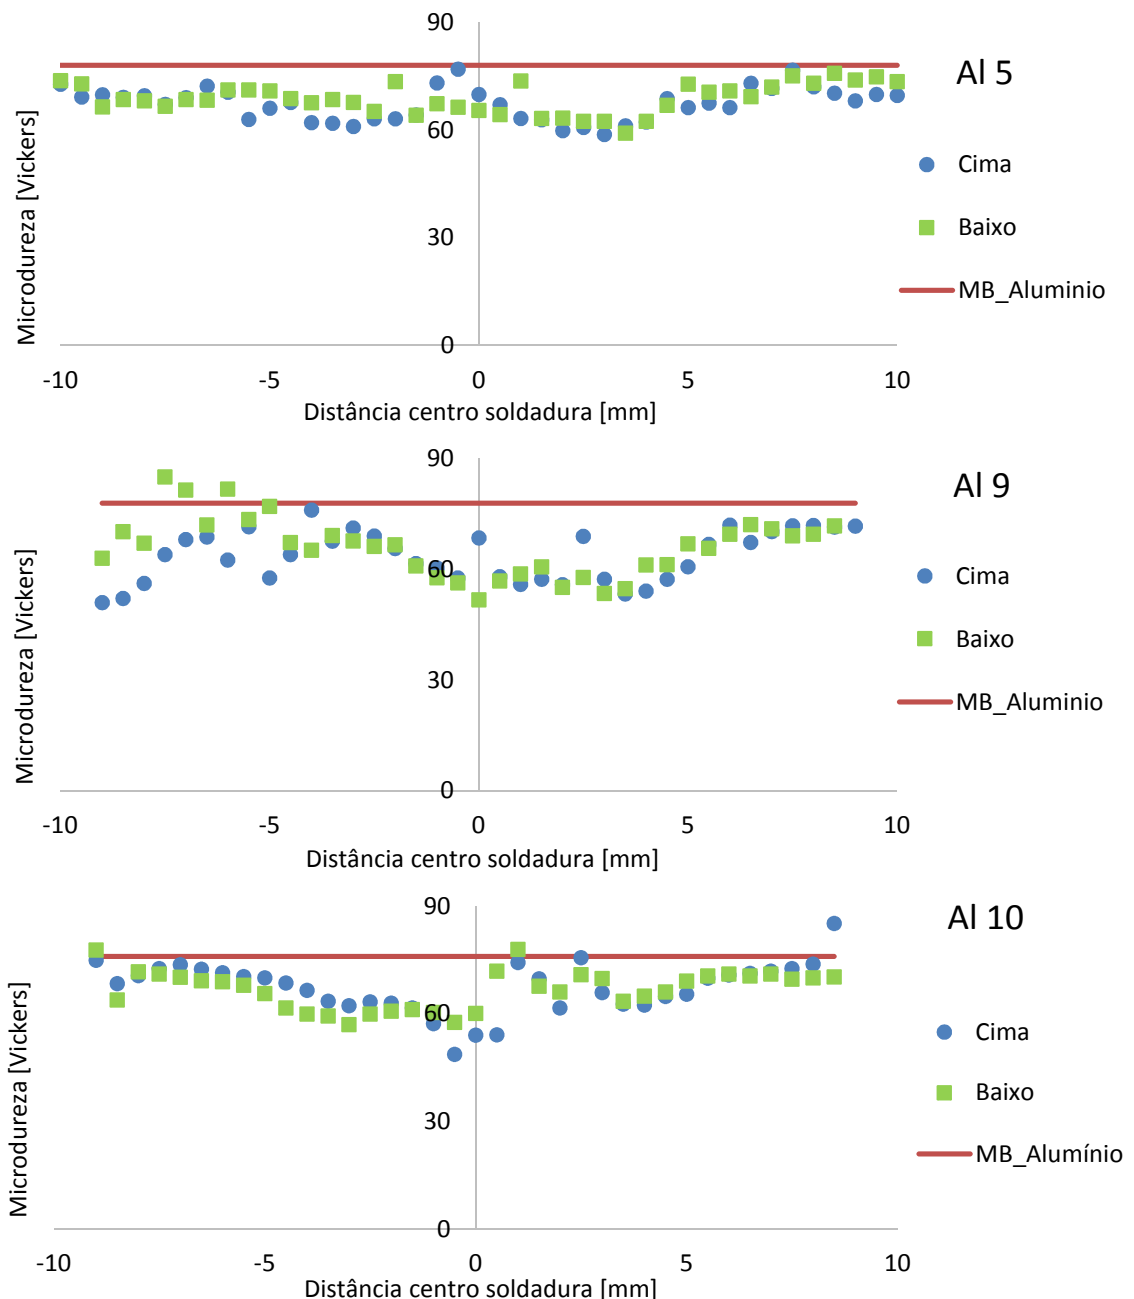 90
60
30
0
-10
-5
0
5
10
Microdureza [Vickers]
Distância centro soldadura [mm]
Al 5
Cima
Baixo
MB_Aluminio
90
60
30
0
-10
-5
0
5
10
Microdureza [Vickers]
Distância centro soldadura [mm]
Al 9
Cima
Baixo
MB_Aluminio
90
60
30
0
-10
-5
0
5
10
Microdureza [Vickers]
Distância centro soldadura [mm]
Al 10
Cima
Baixo
MB_Alumínio